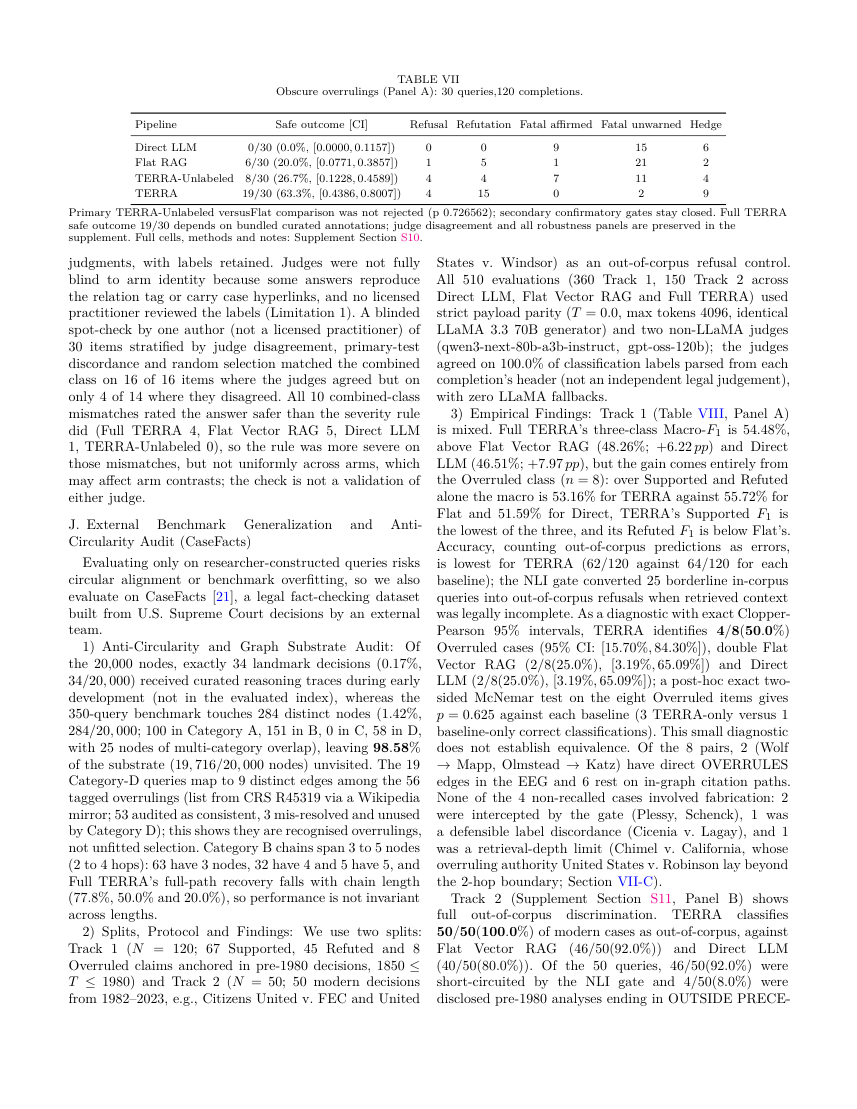 TABLE VII
Obscure overrulings (Panel A): 30 queries,120 completions.
Pipeline Safe outcome [CI] Refusal Refutation Fatal affirmed Fatal unwarned Hedge
Direct LLM 0/30 (0.0%, [0.0000, 0.1157]) 0 0 9 15 6
Flat RAG 6/30 (20.0%, [0.0771, 0.3857]) 1 5 1 21 2
TERRA-Unlabeled 8/30 (26.7%, [0.1228, 0.4589]) 4 4 7 11 4
TERRA 19/30 (63.3%, [0.4386, 0.8007]) 4 15 0 2 9
Primary TERRA-Unlabeled versusFlat comparison was not rejected (p 0.726562); secondary confirmatory gates stay closed. Full TERRA
safe outcome 19/30 depends on bundled curated annotations; judge disagreement and all robustness panels are preserved in the
supplement. Full cells, methods and notes: Supplement Section S10.
judgments, with labels retained. Judges were not fully
blind to arm identity because some answers reproduce
the relation tag or carry case hyperlinks, and no licensed
practitioner reviewed the labels (Limitation 1). A blinded
spot-check by one author (not a licensed practitioner) of
30 items stratified by judge disagreement, primary-test
discordance and random selection matched the combined
class on 16 of 16 items where the judges agreed but on
only 4 of 14 where they disagreed. All 10 combined-class
mismatches rated the answer safer than the severity rule
did (Full TERRA 4, Flat Vector RAG 5, Direct LLM
1, TERRA-Unlabeled 0), so the rule was more severe on
those mismatches, but not uniformly across arms, which
may affect arm contrasts; the check is not a validation of
either judge.
J. External Benchmark Generalization and Anti-
Circularity Audit (CaseFacts)
Evaluating only on researcher-constructed queries risks
circular alignment or benchmark overfitting, so we also
evaluate on CaseFacts [21], a legal fact-checking dataset
built from U.S. Supreme Court decisions by an external
team.
1) Anti-Circularity and Graph Substrate Audit: Of
the 20,000 nodes, exactly 34 landmark decisions (0.17%,
34/20, 000) received curated reasoning traces during early
development (not in the evaluated index), whereas the
350-query benchmark touches 284 distinct nodes (1.42%,
284/20, 000; 100 in Category A, 151 in B, 0 in C, 58 in D,
with 25 nodes of multi-category overlap), leaving 98.58%
of the substrate (19, 716/20, 000 nodes) unvisited. The 19
Category-D queries map to 9 distinct edges among the 56
tagged overrulings (list from CRS R45319 via a Wikipedia
mirror; 53 audited as consistent, 3 mis-resolved and unused
by Category D); this shows they are recognised overrulings,
not unfitted selection. Category B chains span 3 to 5 nodes
(2 to 4 hops): 63 have 3 nodes, 32 have 4 and 5 have 5, and
Full TERRA's full-path recovery falls with chain length
(77.8%, 50.0% and 20.0%), so performance is not invariant
across lengths.
2) Splits, Protocol and Findings: We use two splits:
Track 1 (N = 120; 67 Supported, 45 Refuted and 8
Overruled claims anchored in pre-1980 decisions, 1850 ≤
T ≤ 1980) and Track 2 (N = 50; 50 modern decisions
from 1982–2023, e.g., Citizens United v. FEC and United
States v. Windsor) as an out-of-corpus refusal control.
All 510 evaluations (360 Track 1, 150 Track 2 across
Direct LLM, Flat Vector RAG and Full TERRA) used
strict payload parity (T = 0.0, max tokens 4096, identical
LLaMA 3.3 70B generator) and two non-LLaMA judges
(qwen3-next-80b-a3b-instruct, gpt-oss-120b); the judges
agreed on 100.0% of classification labels parsed from each
completion's header (not an independent legal judgement),
with zero LLaMA fallbacks.
3) Empirical Findings: Track 1 (Table VIII, Panel A)
is mixed. Full TERRA's three-class Macro-F1 is 54.48%,
above Flat Vector RAG (48.26%; +6.22 pp) and Direct
LLM (46.51%; +7.97 pp), but the gain comes entirely from
the Overruled class (n = 8): over Supported and Refuted
alone the macro is 53.16% for TERRA against 55.72% for
Flat and 51.59% for Direct, TERRA's Supported F1 is
the lowest of the three, and its Refuted F1 is below Flat's.
Accuracy, counting out-of-corpus predictions as errors,
is lowest for TERRA (62/120 against 64/120 for each
baseline); the NLI gate converted 25 borderline in-corpus
queries into out-of-corpus refusals when retrieved context
was legally incomplete. As a diagnostic with exact Clopper-
Pearson 95% intervals, TERRA identifies 4/8(50.0%)
Overruled cases (95% CI: [15.70%, 84.30%]), double Flat
Vector RAG (2/8(25.0%), [3.19%, 65.09%]) and Direct
LLM (2/8(25.0%), [3.19%, 65.09%]); a post-hoc exact two-
sided McNemar test on the eight Overruled items gives
p = 0.625 against each baseline (3 TERRA-only versus 1
baseline-only correct classifications). This small diagnostic
does not establish equivalence. Of the 8 pairs, 2 (Wolf
→ Mapp, Olmstead → Katz) have direct OVERRULES
edges in the EEG and 6 rest on in-graph citation paths.
None of the 4 non-recalled cases involved fabrication: 2
were intercepted by the gate (Plessy, Schenck), 1 was
a defensible label discordance (Cicenia v. Lagay), and 1
was a retrieval-depth limit (Chimel v. California, whose
overruling authority United States v. Robinson lay beyond
the 2-hop boundary; Section VII-C).
Track 2 (Supplement Section S11, Panel B) shows
full out-of-corpus discrimination. TERRA classifies
50/50(100.0%) of modern cases as out-of-corpus, against
Flat Vector RAG (46/50(92.0%)) and Direct LLM
(40/50(80.0%)). Of the 50 queries, 46/50(92.0%) were
short-circuited by the NLI gate and 4/50(8.0%) were
disclosed pre-1980 analyses ending in OUTSIDE PRECE-